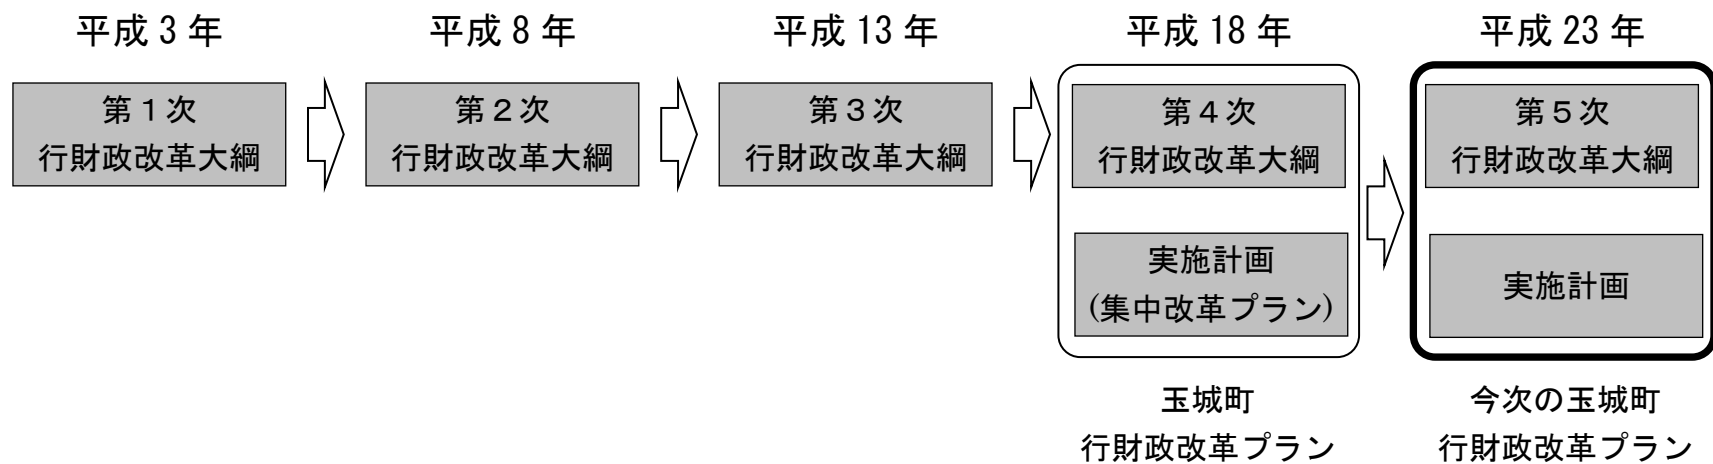 平成 3 年
平成 8 年
平成 13 年
平成 18 年
平成 23 年
第１次
行財政改革大綱
第２次
行財政改革大綱
第３次
行財政改革大綱
第４次
行財政改革大綱
第５次
行財政改革大綱
実施計画
(集中改革プラン)
実施計画
玉城町
行財政改革プラン
今次の玉城町
行財政改革プラン